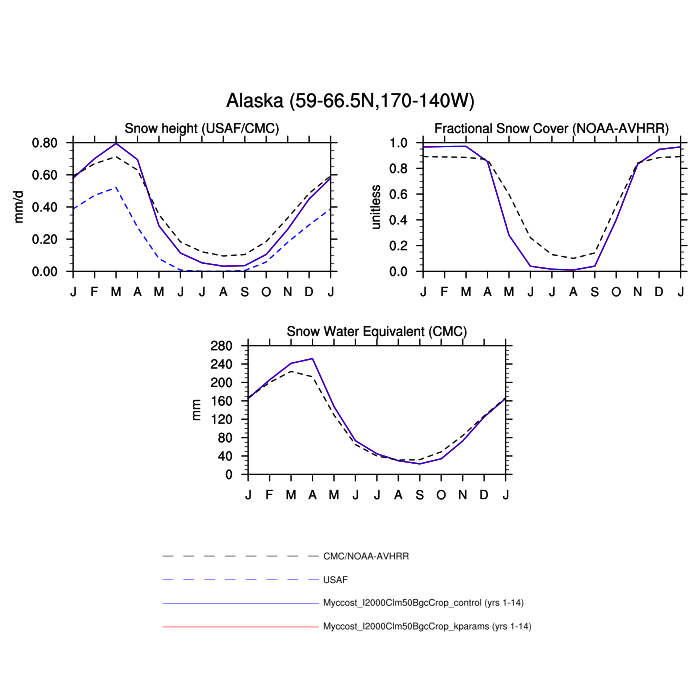 Alaska (59-66.5N,170-140W)
Snow height (USAF/CMC)
0.80
0.60
0.40
0.20
0.00
mm/d
J F M A M J J A S O N D J
Fractional Snow Cover (NOAA-AVHRR)
1.0
0.8
0.6
0.4
0.2
0.0
unitless
J F M A M J J A S O N D J
Snow Water Equivalent (CMC)
280
240
200
160
120
80
40
0
mm
J F M A M J J A S O N D J
CMC/NOAA-AVHRR
USAF
Myccost_I2000Clm50BgcCrop_control (yrs 1-14)
Myccost_I2000Clm50BgcCrop_kparams (yrs 1-14)